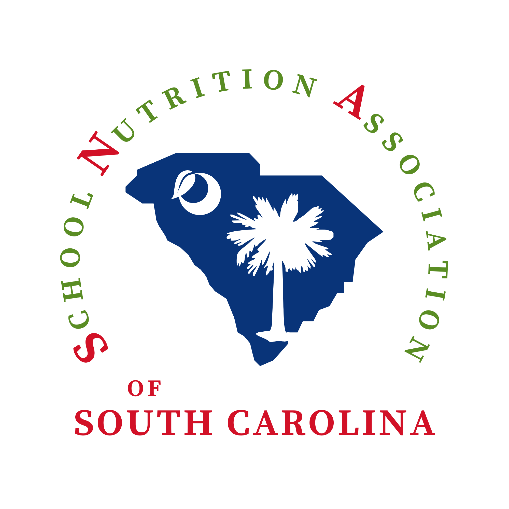 SCHOOL NUTRITION ASSOCIATION
OF
SOUTH CAROLINA